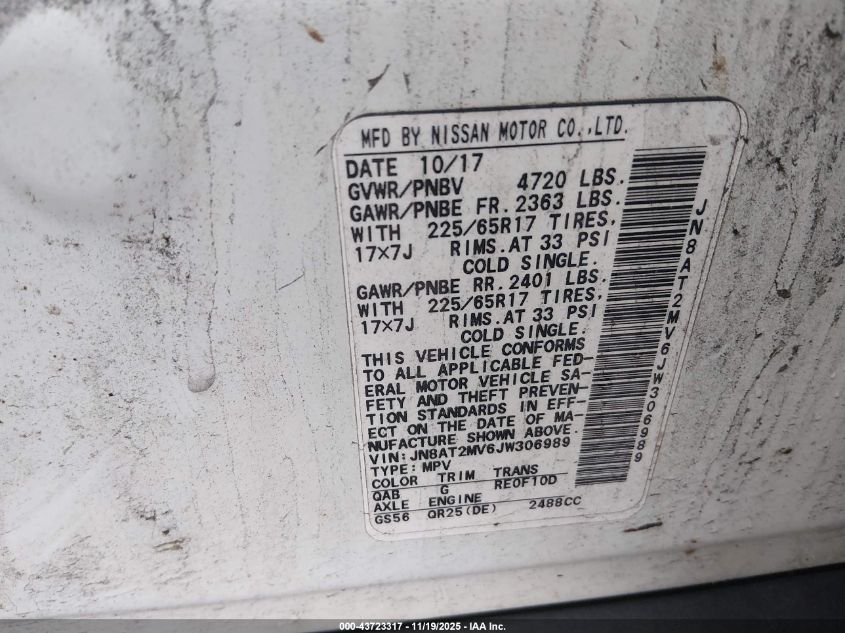 MFD BY NISSAN MOTOR CO.,LTD.
DATE 10/17
GVWR/PNBV 4720 LBS.
GAWR/PNBE FR. 2363 LBS.
WITH 225/65R17 TIRES,
17×7J RIMS.AT 33 PSI
COLD SINGLE.
GAWR/PNBE RR. 2401 LBS.
WITH 225/65R17 TIRES,
17×7J RIMS.AT 33 PSI
COLD SINGLE.
THIS VEHICLE CONFORMS
TO ALL APPLICABLE FED-
ERAL MOTOR VEHICLE SA-
FETY AND THEFT PREVEN-
TION STANDARDS IN EFF-
ECT ON THE DATE OF MA-
NUFACTURE SHOWN ABOVE.
VIN:JN8AT2MV6JW306989
TYPE: MPV
COLOR TRIM TRANS
QAB G RE0F10D
AXLE ENGINE
GS56 QR25(DE) 2488CC
JN8AT2MV6JW306989
000-43723317 - 11/19/2025 - IAA Inc.